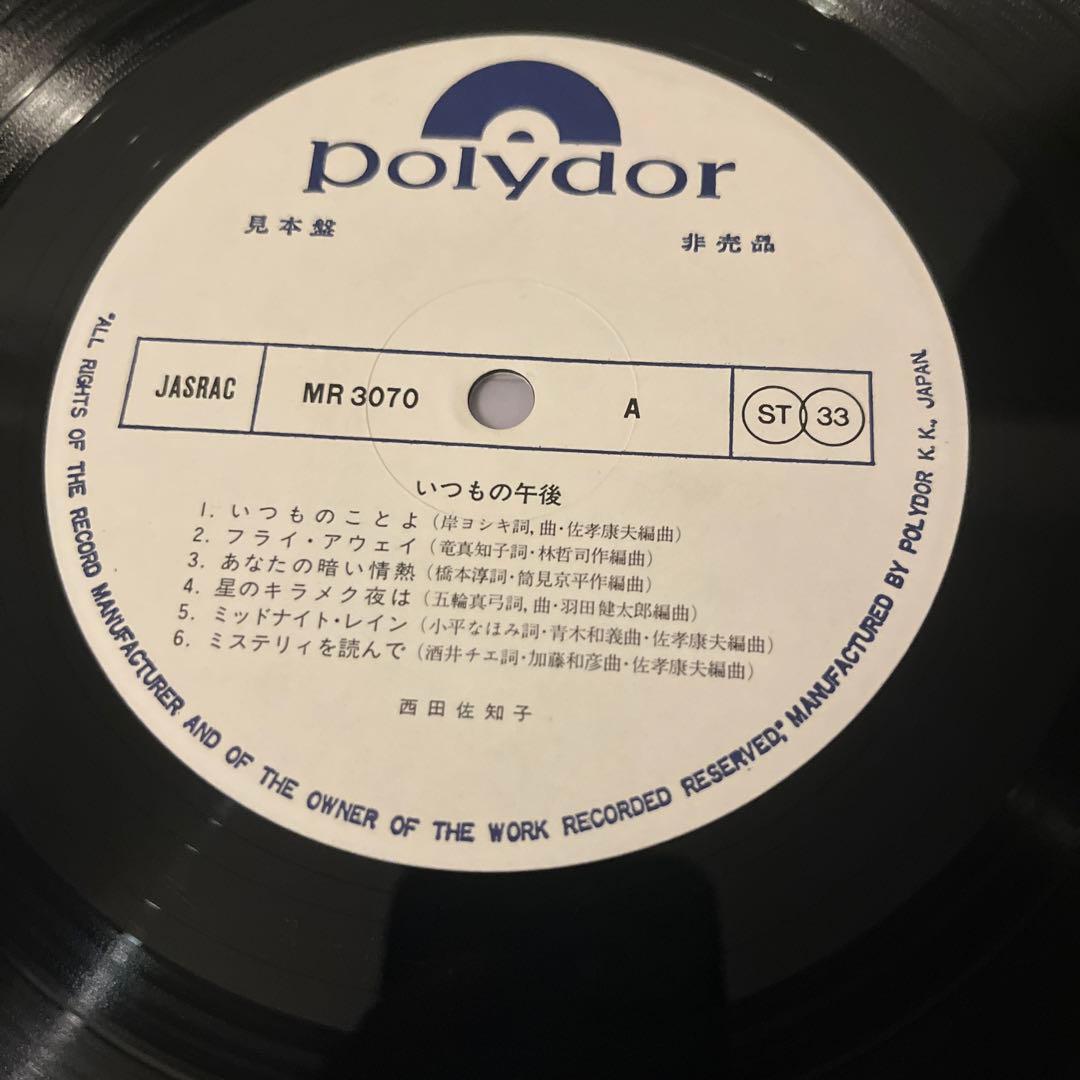 polydor
見本盤 非売品
JASRAC MR 3070 A ST 33
いつもの午後
1. いつものことよ (岸ヨシキ詞, 曲・佐孝康夫編曲)
2. フライ・アウェイ (竜真知子詞・林哲司作編曲)
3. あなたの暗い情熱 (橋本淳詞・筒見京平作編曲)
4. 星のキラメク夜は (五輪真弓詞, 曲・羽田健太郎編曲)
5. ミッドナイト・レイン (小平なほみ詞・青木和義曲・佐孝康夫編曲)
6. ミステリィを読んで (酒井チエ詞・加藤和彦曲・佐孝康夫編曲)
西田佐知子
"ALL RIGHTS OF THE RECORD MANUFACTURER AND OF THE OWNER OF THE WORK RECORDED RESERVED," MANUFACTURED BY POLYDOR K.K., JAPAN.